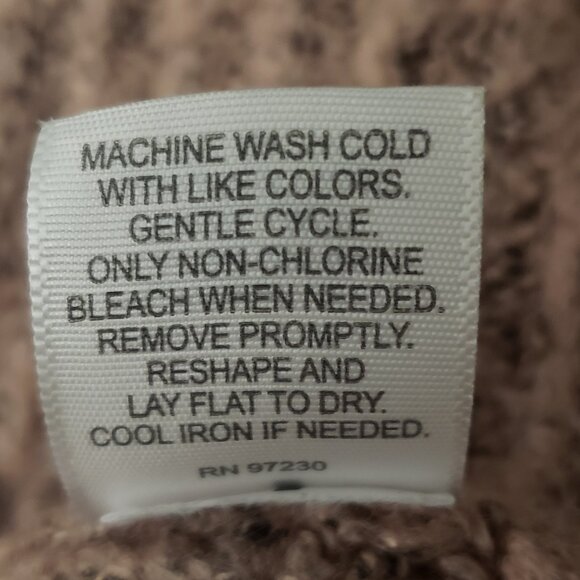 MACHINE WASH COLD
WITH LIKE COLORS.
GENTLE CYCLE.
ONLY NON-CHLORINE
BLEACH WHEN NEEDED.
REMOVE PROMPTLY.
RESHAPE AND
LAY FLAT TO DRY.
COOL IRON IF NEEDED.
RN 97230